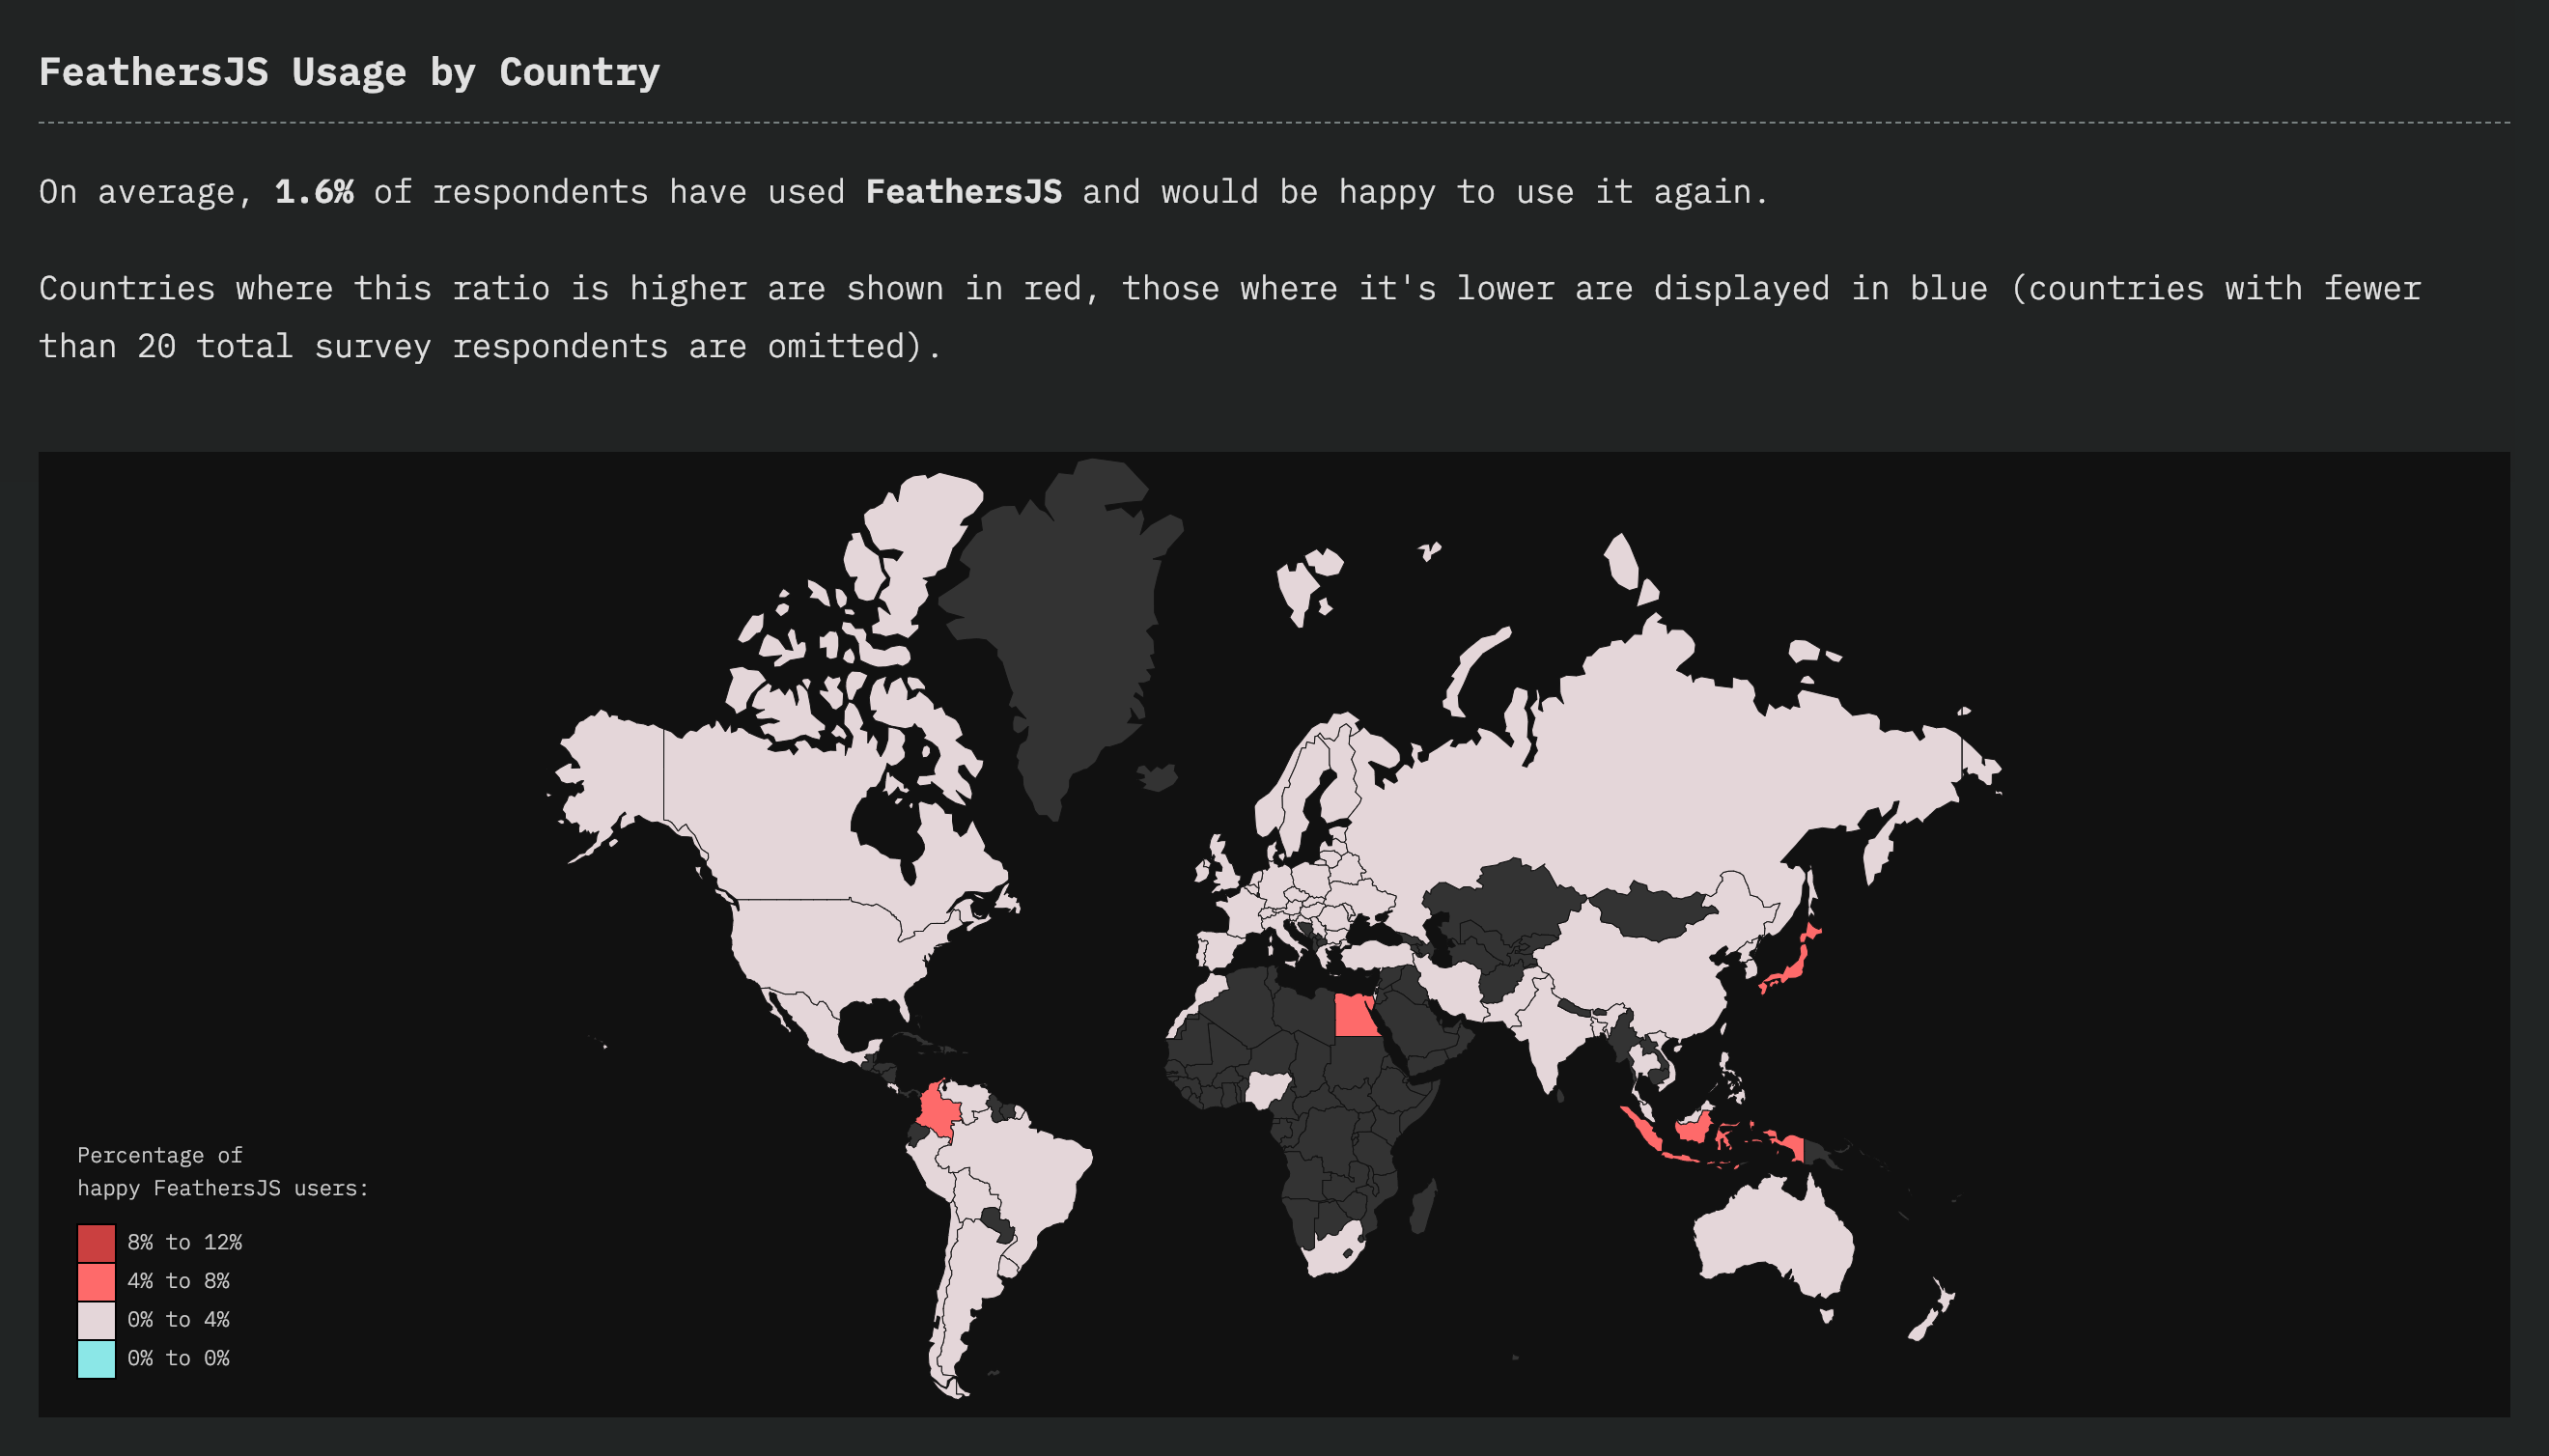 FeathersJS Usage by Country
On average, 1.6% of respondents have used FeathersJS and would be happy to use it again.
Countries where this ratio is higher are shown in red, those where it's lower are displayed in blue (countries with fewer
than 20 total survey respondents are omitted).
Percentage of
happy FeathersJS users:
8% to 12%
4% to 8%
0% to 4%
0% to 0%